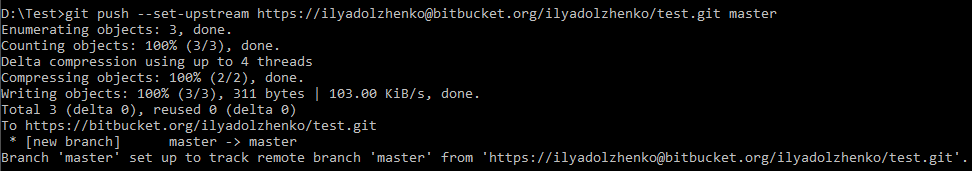 D:\Test>git push --set-upstream https://ilyadolzhenko@bitbucket.org/ilyadolzhenko/test.git master
Enumerating objects: 3, done.
Counting objects: 100% (3/3), done.
Delta compression using up to 4 threads
Compressing objects: 100% (2/2), done.
Writing objects: 100% (3/3), 311 bytes | 103.00 KiB/s, done.
Total 3 (delta 0), reused 0 (delta 0)
To https://bitbucket.org/ilyadolzhenko/test.git
 * [new branch]      master -> master
Branch 'master' set up to track remote branch 'master' from 'https://ilyadolzhenko@bitbucket.org/ilyadolzhenko/test.git'.